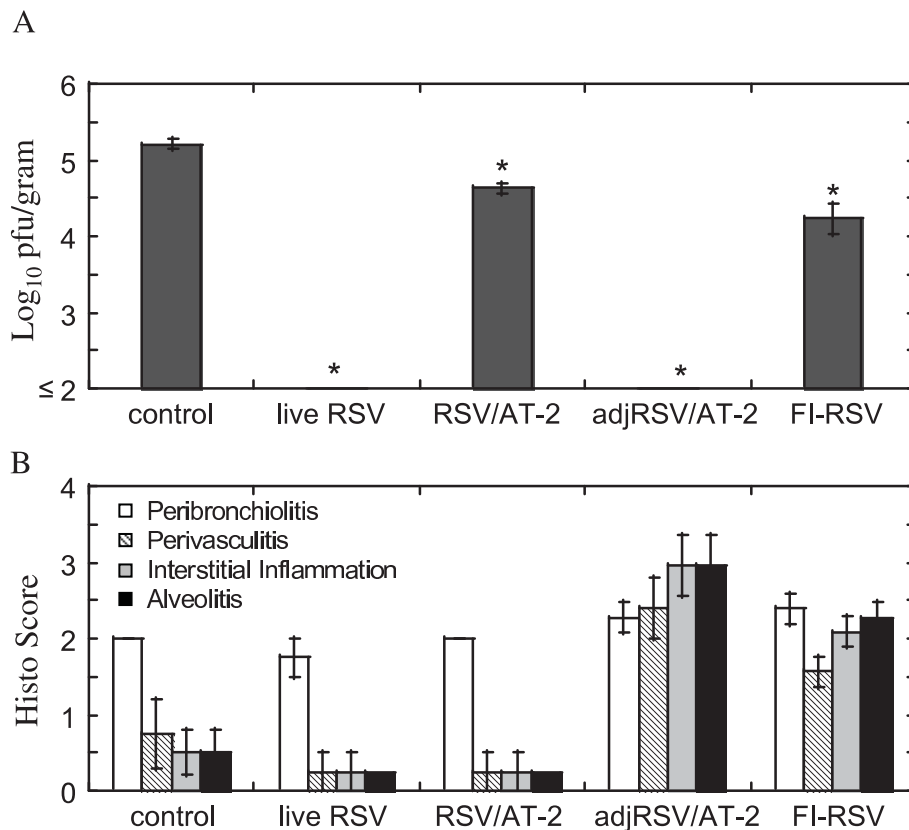 A
Log₁₀ pfu/gram
6
5
4
3
≤ 2
*
*
*
*
control live RSV RSV/AT-2 adjRSV/AT-2 FI-RSV
B
Histo Score
4
3
2
1
0
Peribronchiolitis
Perivasculitis
Interstitial Inflammation
Alveolitis
control live RSV RSV/AT-2 adjRSV/AT-2 FI-RSV